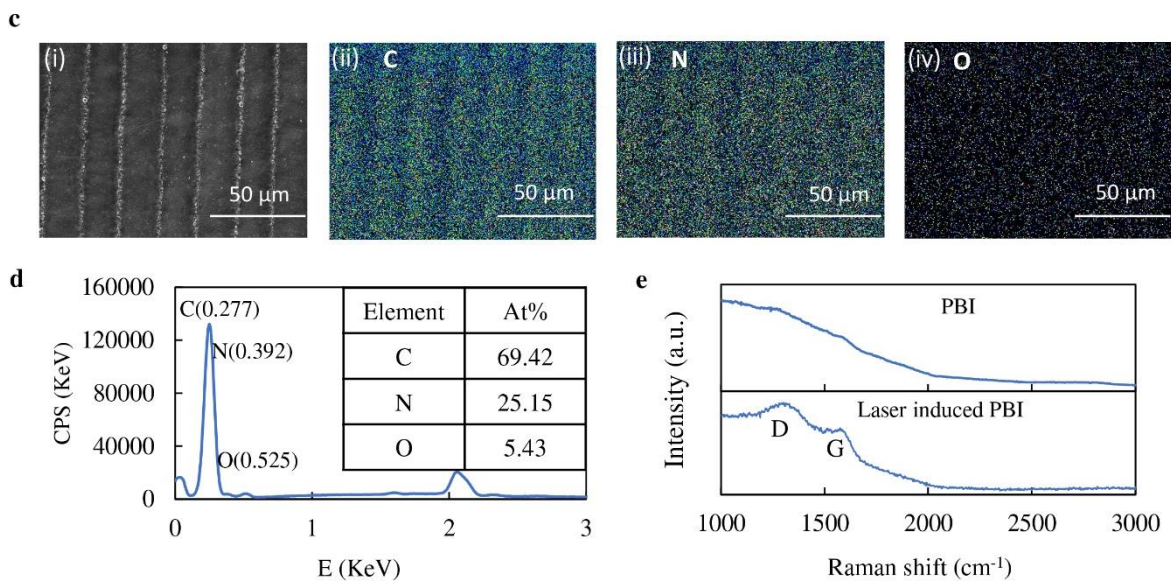 c
(i)
(ii) C
(iii) N
(iv) O
50 μm
50 μm
50 μm
50 μm
d
160000
120000
80000
40000
0
CPS (KeV)
C(0.277)
N(0.392)
O(0.525)
Element At%
C 69.42
N 25.15
O 5.43
0 1 2 3
E (KeV)
e
PBI
Laser induced PBI
D
G
Intensity (a.u.)
1000 1500 2000 2500 3000
Raman shift (cm⁻¹)